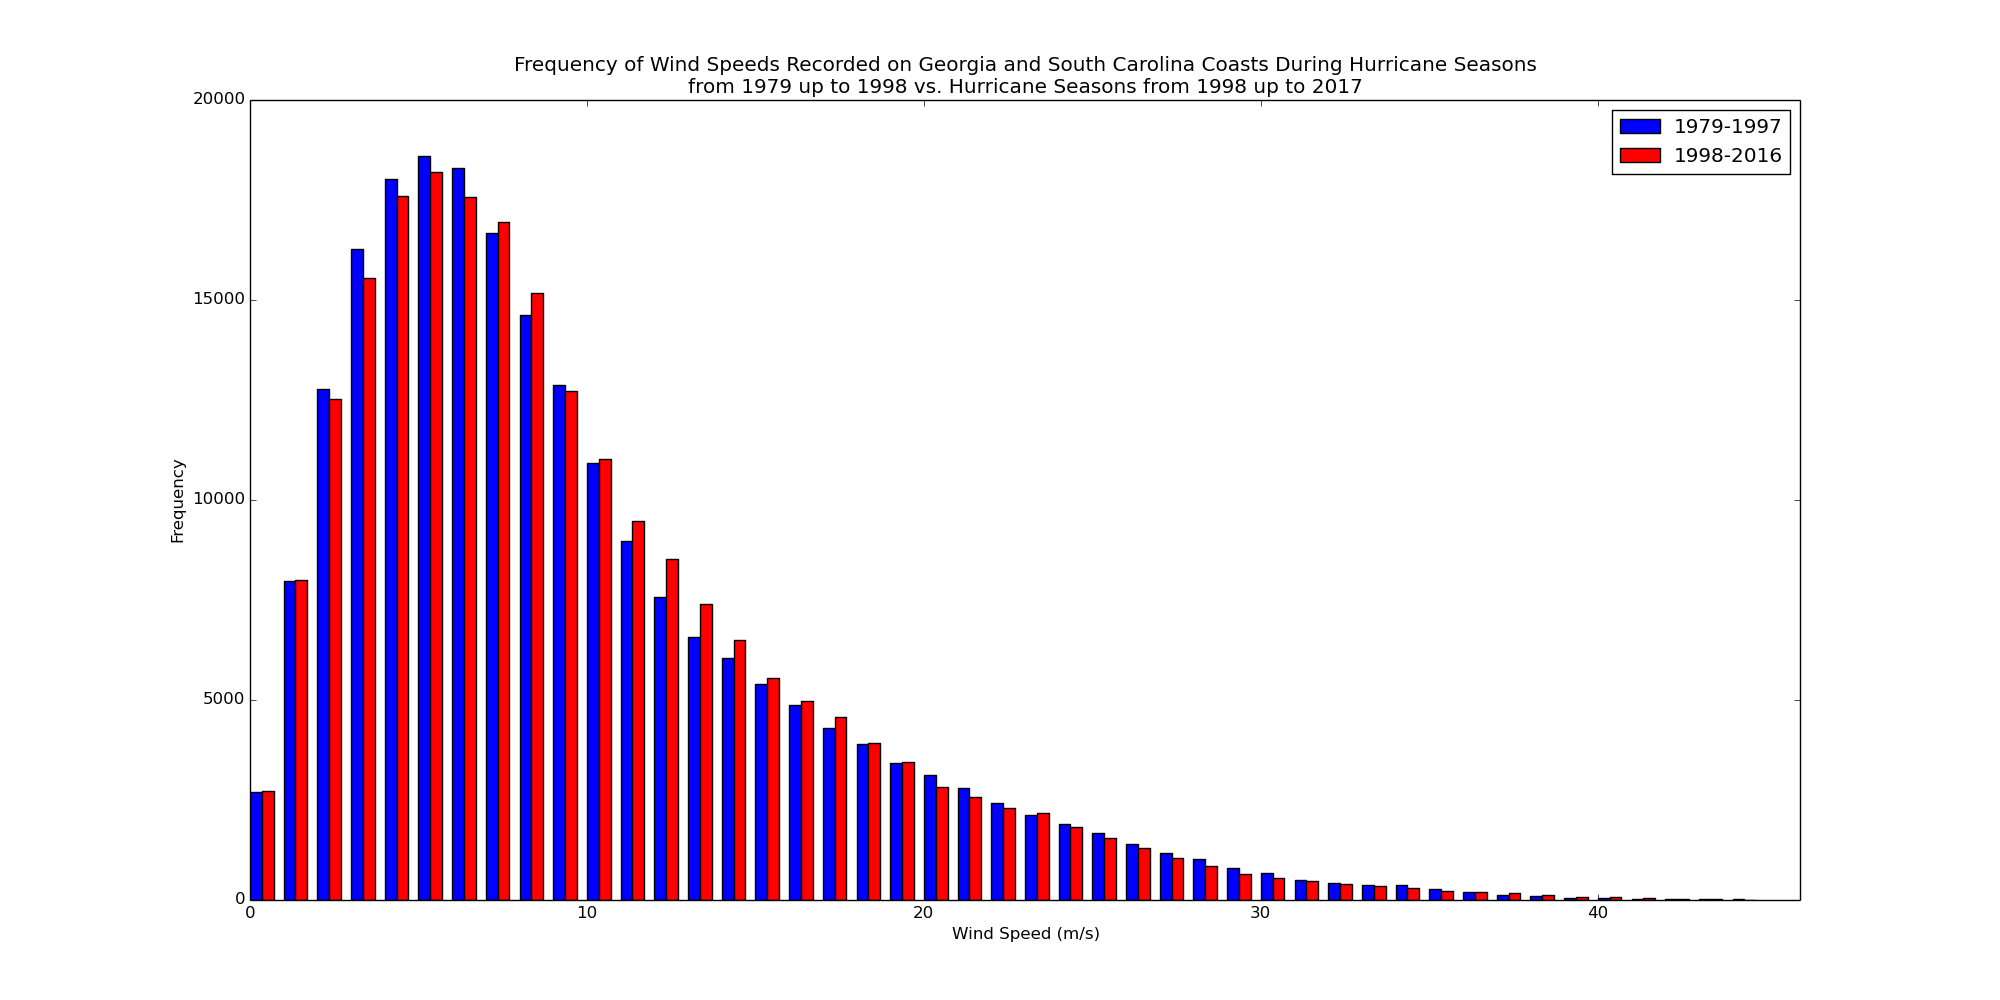 Frequency of Wind Speeds Recorded on Georgia and South Carolina Coasts During Hurricane Seasons
from 1979 up to 1998 vs. Hurricane Seasons from 1998 up to 2017
1979-1997
1998-2016
20000
15000
10000
5000
0
Frequency
0 10 20 30 40
Wind Speed (m/s)